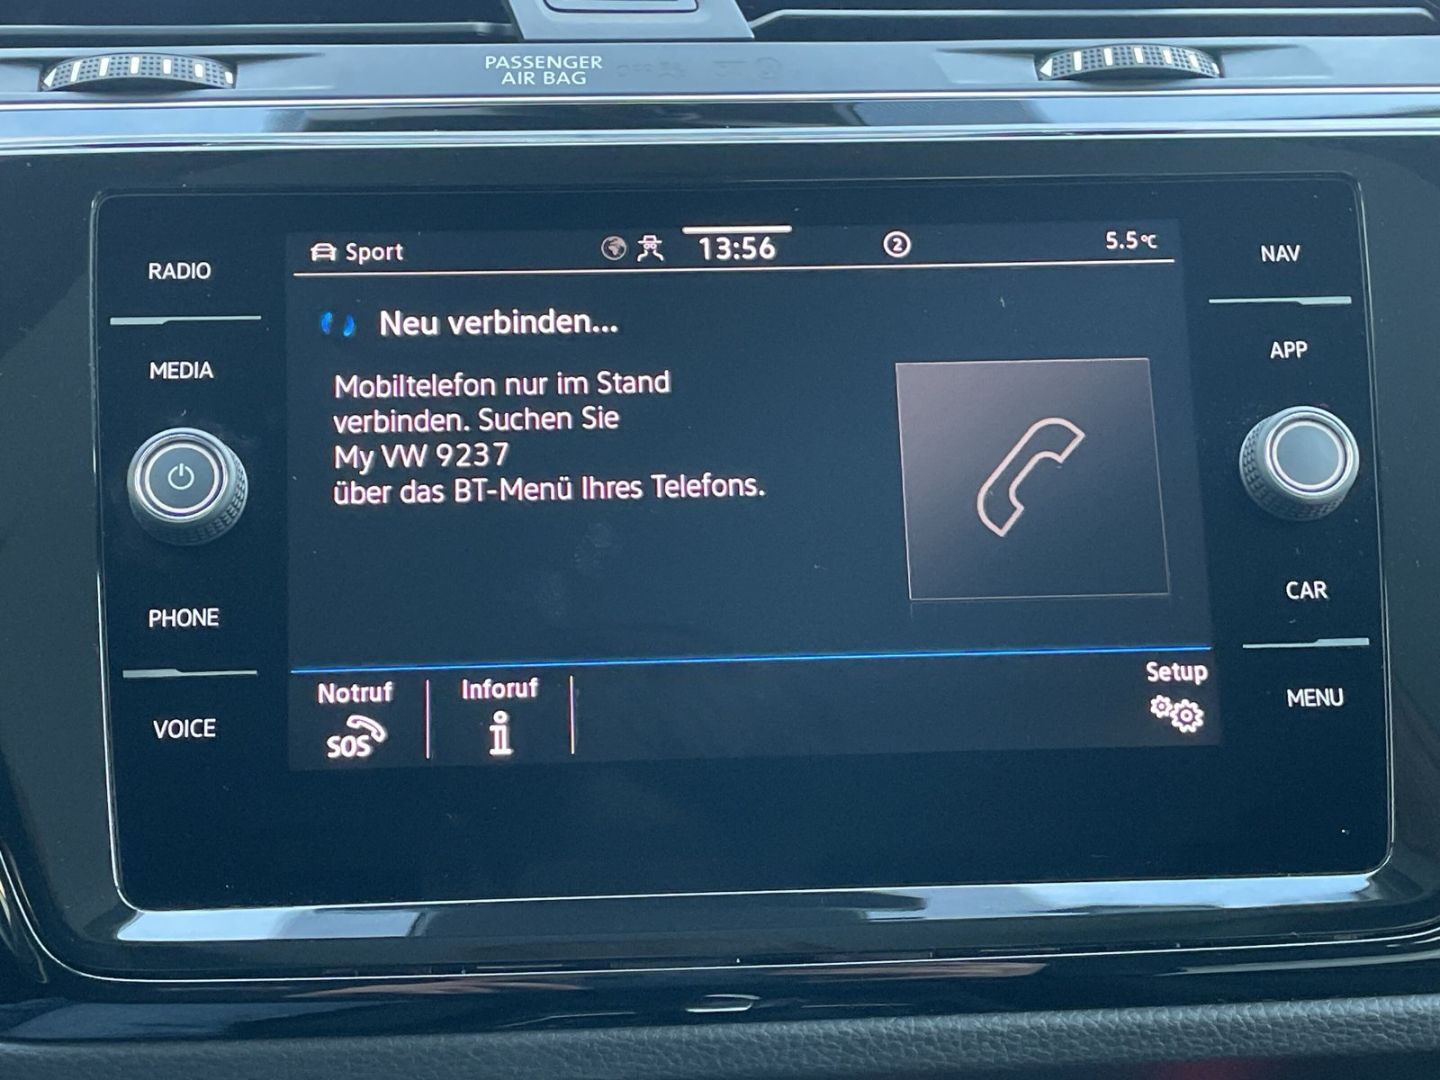 PASSENGER
AIR BAG
RADIO
MEDIA
PHONE
VOICE
Sport
13:56
2
5.5°C
Neu verbinden...
Mobiltelefon nur im Stand
verbinden. Suchen Sie
My VW 9237
über das BT-Menü Ihres Telefons.
Notruf
SOS
Inforuf
i
Setup
NAV
APP
CAR
MENU